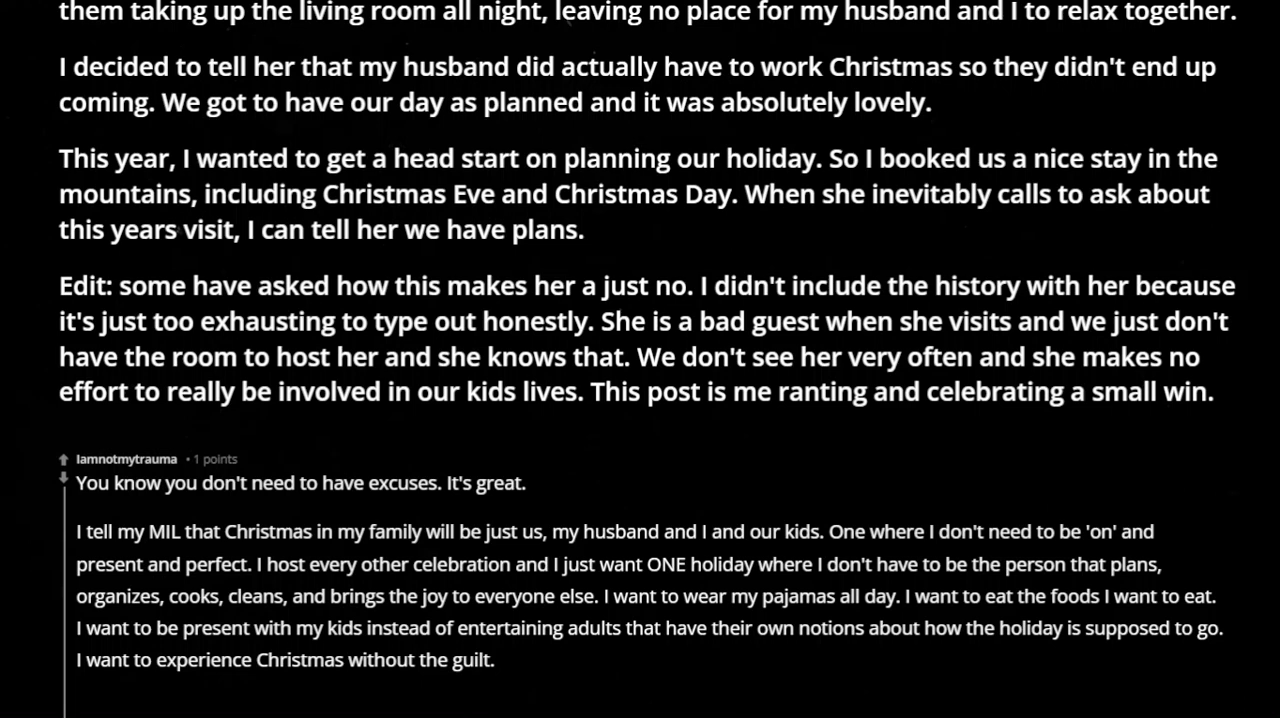 them taking up the living room all night, leaving no place for my husband and I to relax together.
I decided to tell her that my husband did actually have to work Christmas so they didn't end up
coming. We got to have our day as planned and it was absolutely lovely.
This year, I wanted to get a head start on planning our holiday. So I booked us a nice stay in the
mountains, including Christmas Eve and Christmas Day. When she inevitably calls to ask about
this years visit, I can tell her we have plans.
Edit: some have asked how this makes her a just no. I didn't include the history with her because
it's just too exhausting to type out honestly. She is a bad guest when she visits and we just don't
have the room to host her and she knows that. We don't see her very often and she makes no
effort to really be involved in our kids lives. This post is me ranting and celebrating a small win.
Iamnotmytrauma • 1 points
You know you don't need to have excuses. It's great.
I tell my MIL that Christmas in my family will be just us, my husband and I and our kids. One where I don't need to be 'on' and
present and perfect. I host every other celebration and I just want ONE holiday where I don't have to be the person that plans,
organizes, cooks, cleans, and brings the joy to everyone else. I want to wear my pajamas all day. I want to eat the foods I want to eat.
I want to be present with my kids instead of entertaining adults that have their own notions about how the holiday is supposed to go.
I want to experience Christmas without the guilt.